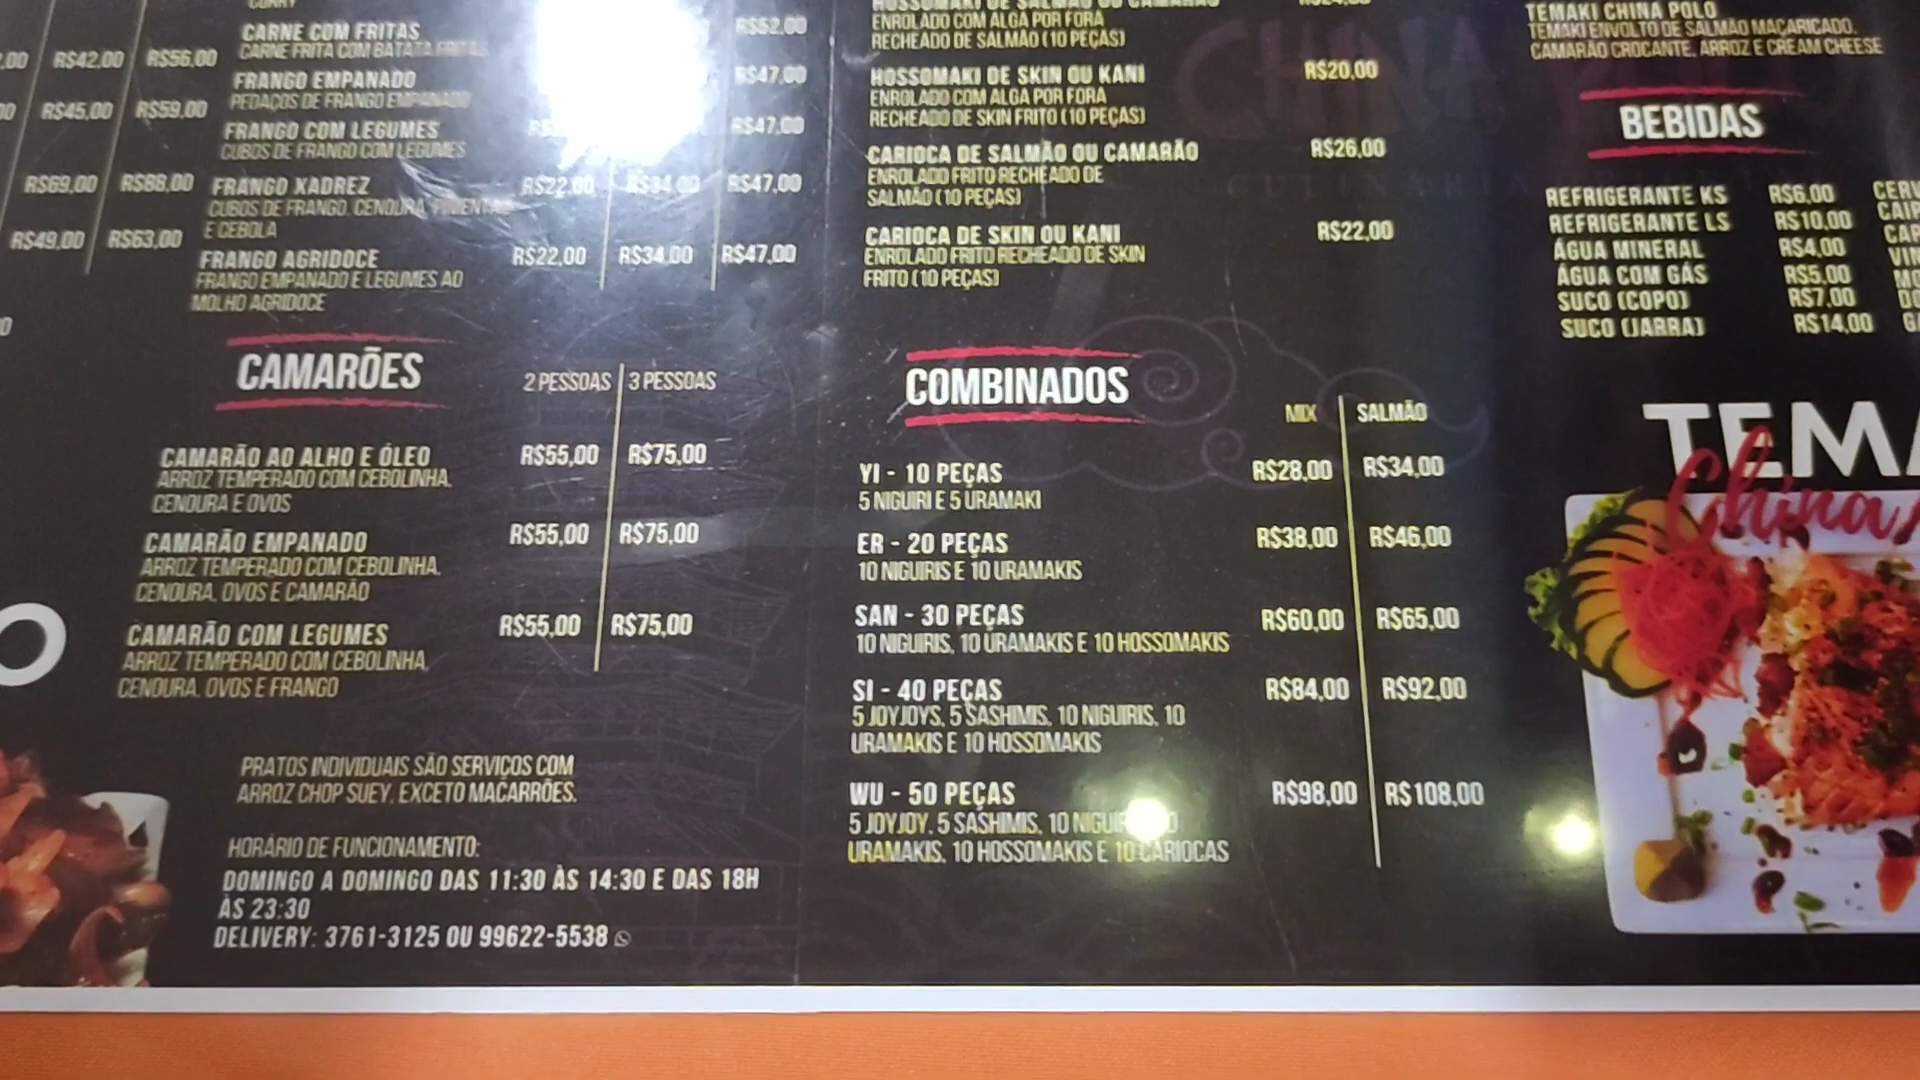 CURRY
CARNE COM FRITAS R$52,00
CARNE FRITA COM BATATA FRITAS
R$42,00 R$56,00
FRANGO EMPANADO R$47,00
PEDAÇOS DE FRANGO EMPANADO
R$45,00 R$59,00
FRANGO COM LEGUMES R$47,00
CUBOS DE FRANGO COM LEGUMES
R$69,00 R$88,00
FRANGO XADREZ R$22,00 R$34,00 R$47,00
CUBOS DE FRANGO, CENOURA, PIMENTA
E CEBOLA
R$49,00 R$63,00
FRANGO AGRIDOCE R$22,00 R$34,00 R$47,00
FRANGO EMPANADO E LEGUMES AO
MOLHO AGRIDOCE
CAMARÕES
2 PESSOAS 3 PESSOAS
CAMARÃO AO ALHO E ÓLEO R$55,00 R$75,00
ARROZ TEMPERADO COM CEBOLINHA,
CENOURA E OVOS
CAMARÃO EMPANADO R$55,00 R$75,00
ARROZ TEMPERADO COM CEBOLINHA,
CENOURA, OVOS E CAMARÃO
CAMARÃO COM LEGUMES R$55,00 R$75,00
ARROZ TEMPERADO COM CEBOLINHA,
CENOURA, OVOS E FRANGO
PRATOS INDIVIDUAIS SÃO SERVIÇOS COM
ARROZ CHOP SUEY, EXCETO MACARRÕES.
HORÁRIO DE FUNCIONAMENTO:
DOMINGO A DOMINGO DAS 11:30 ÀS 14:30 E DAS 18H
ÀS 23:30
DELIVERY: 3761-3125 OU 99622-5538
HOSSOMAKI DE SALMÃO OU CAMARÃO
ENROLADO COM ALGA POR FORA
RECHEADO DE SALMÃO (10 PEÇAS)
HOSSOMAKI DE SKIN OU KANI R$20,00
ENROLADO COM ALGA POR FORA
RECHEADO DE SKIN FRITO (10 PEÇAS)
CARIOCA DE SALMÃO OU CAMARÃO R$26,00
ENROLADO FRITO RECHEADO DE
SALMÃO (10 PEÇAS)
CARIOCA DE SKIN OU KANI R$22,00
ENROLADO FRITO RECHEADO DE SKIN
FRITO (10 PEÇAS)
COMBINADOS
MIX SALMÃO
YI - 10 PEÇAS R$28,00 R$34,00
5 NIGUIRI E 5 URAMAKI
ER - 20 PEÇAS R$38,00 R$46,00
10 NIGUIRIS E 10 URAMAKIS
SAN - 30 PEÇAS R$60,00 R$65,00
10 NIGUIRIS, 10 URAMAKIS E 10 HOSSOMAKIS
SI - 40 PEÇAS R$84,00 R$92,00
5 JOYJOYS, 5 SASHIMIS, 10 NIGUIRIS, 10
URAMAKIS E 10 HOSSOMAKIS
WU - 50 PEÇAS R$98,00 R$108,00
5 JOYJOY, 5 SASHIMIS, 10
URAMAKIS, 10 HOSSOMAKIS E 10 CARIOCAS
CHINA POLO
TEMAKI CHINA POLO
TEMAKI ENVOLTO DE SALMÃO MAÇARICADO,
CAMARÃO CROCANTE, ARROZ E CREAM CHEESE
BEBIDAS
REFRIGERANTE KS R$6,00
REFRIGERANTE LS R$10,00
ÁGUA MINERAL R$4,00
ÁGUA COM GÁS R$5,00
SUCO (COPO) R$7,00
SUCO (JARRA) R$14,00
TEMA
China